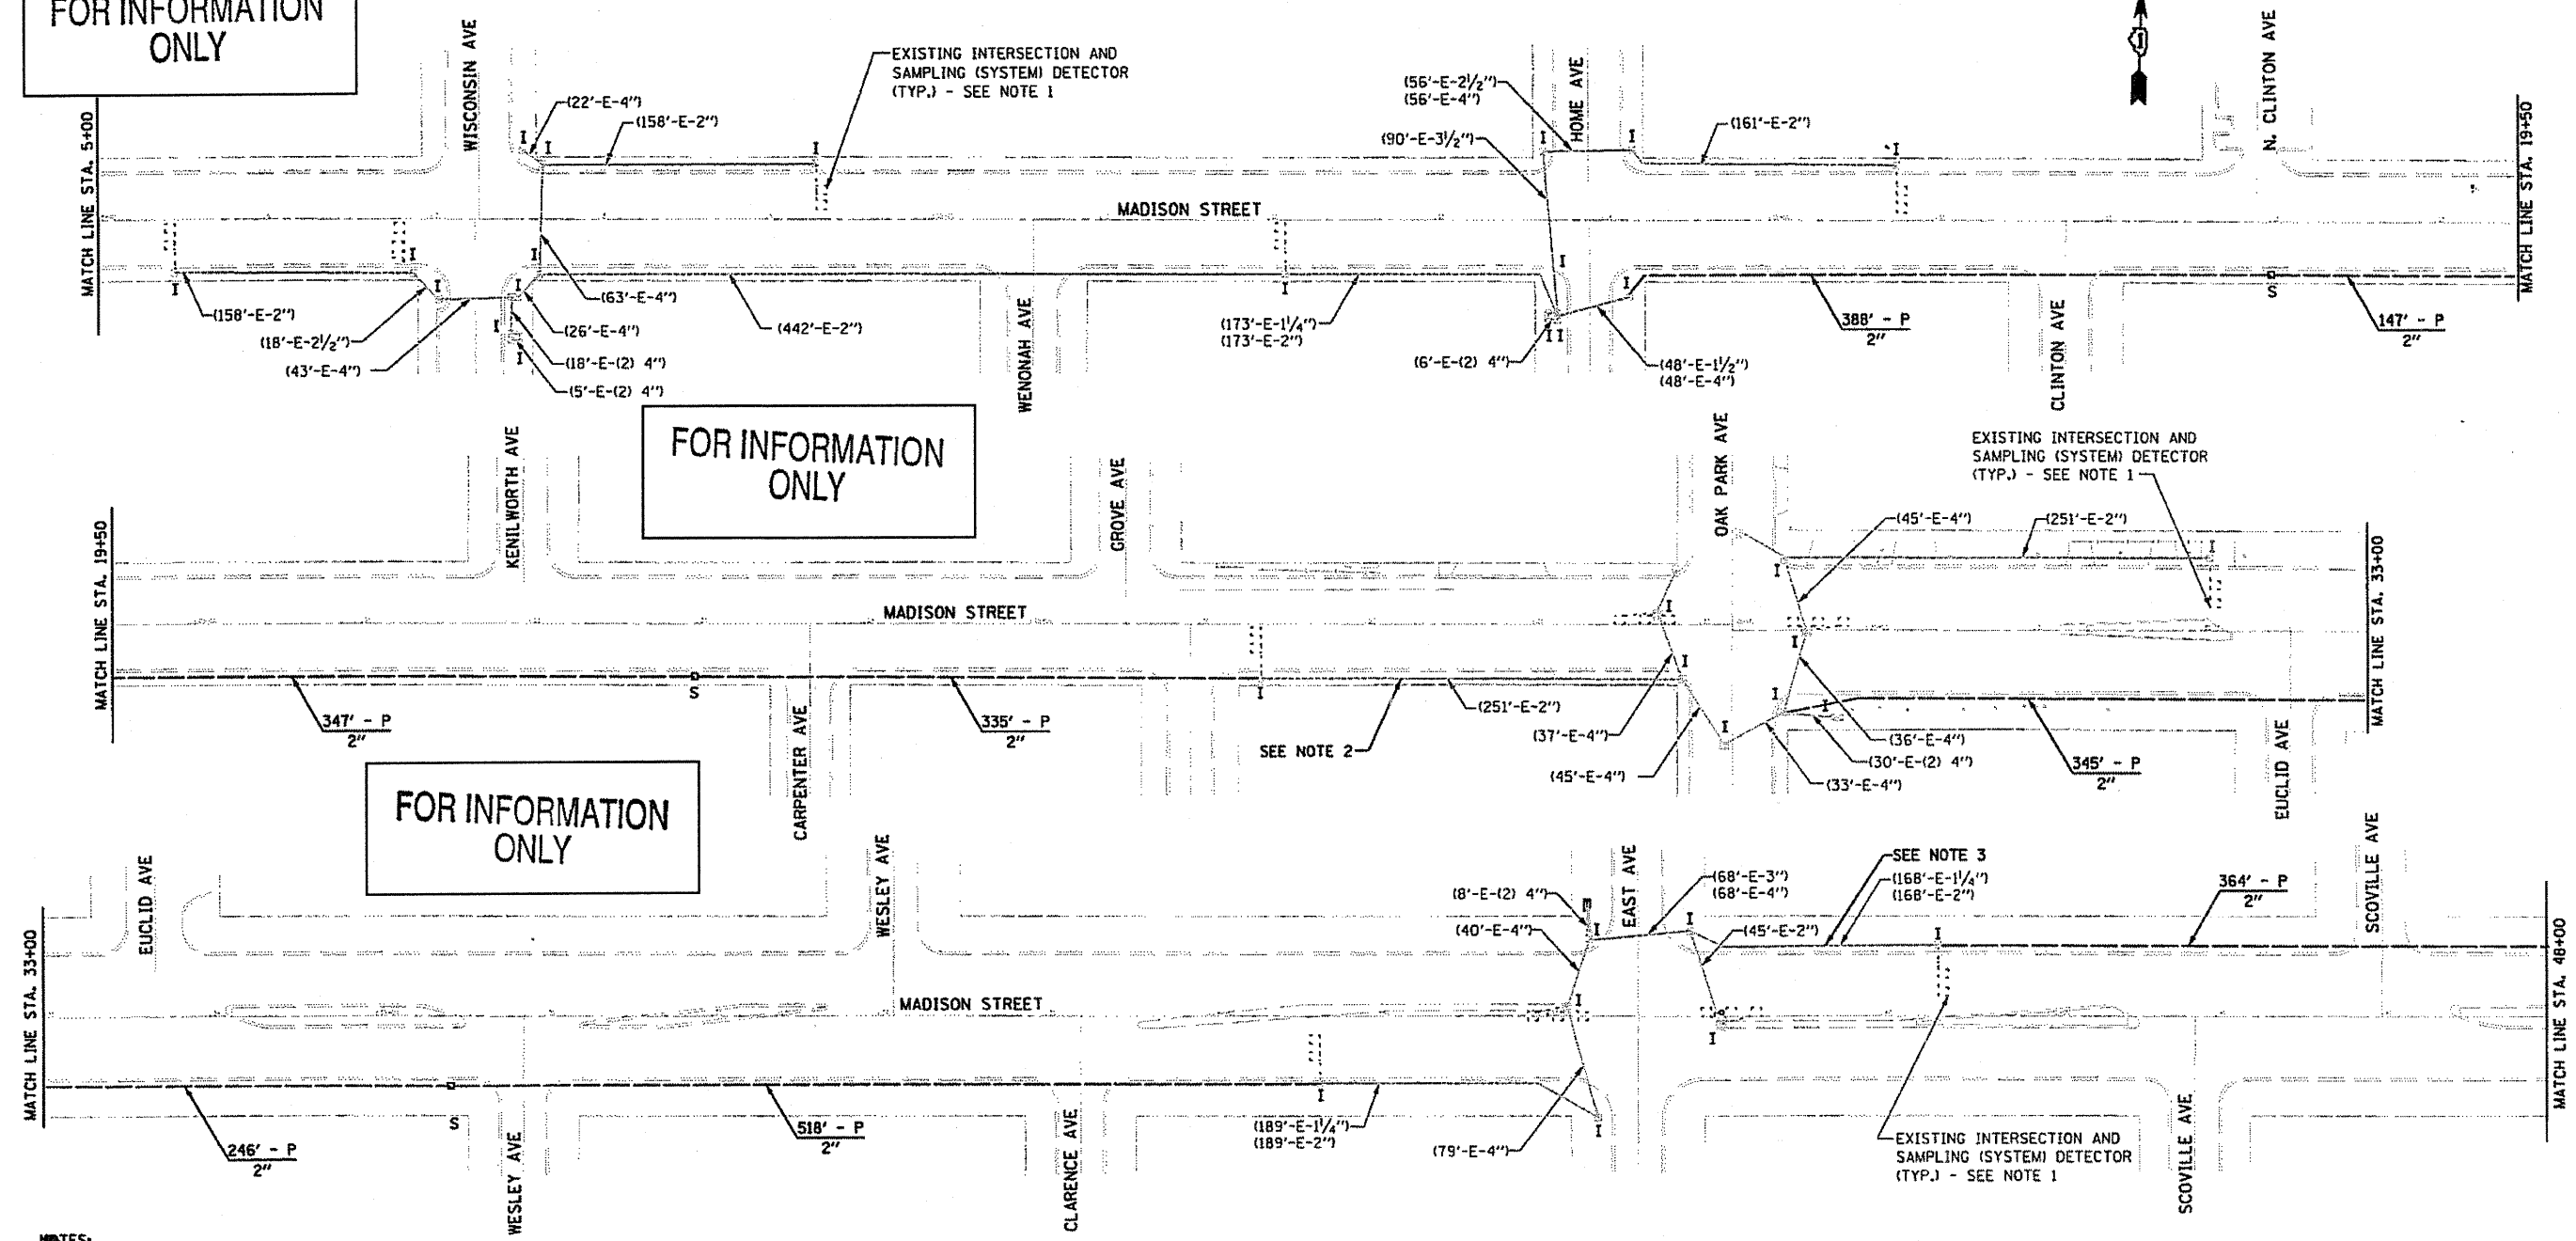 FOR INFORMATION
ONLY
MATCH LINE STA. 5+00
WISCONSIN AVE
(22'-E-4")
(158'-E-2")
EXISTING INTERSECTION AND
SAMPLING (SYSTEM) DETECTOR
(TYP.) - SEE NOTE 1
(56'-E-2½")
(56'-E-4")
(90'-E-3½")
HOME AVE
(161'-E-2")
N. CLINTON AVE
MATCH LINE STA. 19+50
I
I
I
I
I
I
MADISON STREET
I
I
I
I
I
I
I
I
I
I
I I
I
S
(158'-E-2")
(18'-E-2½")
(43'-E-4")
(63'-E-4")
(26'-E-4")
(18'-E-(2) 4")
(5'-E-(2) 4")
(442'-E-2")
WENONAH AVE
(173'-E-1¼")
(173'-E-2")
(6'-E-(2) 4")
(48'-E-1½")
(48'-E-4")
388' - P
2"
CLINTON AVE
147' - P
2"
FOR INFORMATION
ONLY
MATCH LINE STA. 19+50
KENILWORTH AVE
GROVE AVE
OAK PARK AVE
EXISTING INTERSECTION AND
SAMPLING (SYSTEM) DETECTOR
(TYP.) - SEE NOTE 1
(45'-E-4")
(251'-E-2")
MATCH LINE STA. 33+00
MADISON STREET
I
I
I
I
I
I
I
I
I
S
347' - P
2"
CARPENTER AVE
335' - P
2"
SEE NOTE 2
(251'-E-2")
(37'-E-4")
(45'-E-4")
(36'-E-4")
(30'-E-(2) 4")
(33'-E-4")
345' - P
2"
EUCLID AVE
FOR INFORMATION
ONLY
MATCH LINE STA. 33+00
EUCLID AVE
WESLEY AVE
(8'-E-(2) 4")
(40'-E-4")
EAST AVE
(68'-E-3")
(68'-E-4")
(45'-E-2")
SEE NOTE 3
(168'-E-1¼")
(168'-E-2")
364' - P
2"
SCOVILLE AVE
MATCH LINE STA. 48+00
MADISON STREET
I
I
I
I
I
I
I
S
246' - P
2"
WESLEY AVE
518' - P
2"
CLARENCE AVE
(189'-E-1¼")
(189'-E-2")
(79'-E-4")
EXISTING INTERSECTION AND
SAMPLING (SYSTEM) DETECTOR
(TYP.) - SEE NOTE 1
SCOVILLE AVE
NOTES: